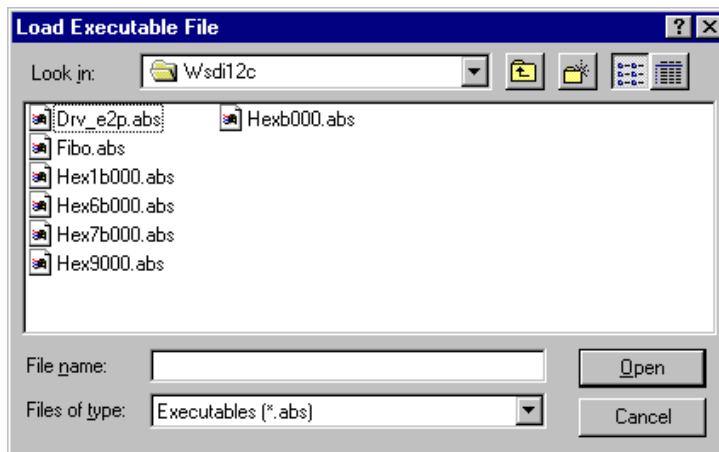 Load Executable File
Look in: Wsdi12c
Drv_e2p.abs Hexb000.abs
Fibo.abs
Hex1b000.abs
Hex6b000.abs
Hex7b000.abs
Hex9000.abs
File name: Open
Files of type: Executables (*.abs) Cancel